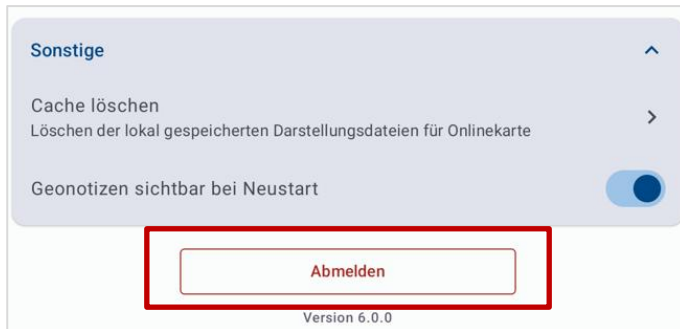 Sonstige
Cache löschen
Löschen der lokal gespeicherten Darstellungsdateien für Onlinekarte
Geonotizen sichtbar bei Neustart
Abmelden
Version 6.0.0